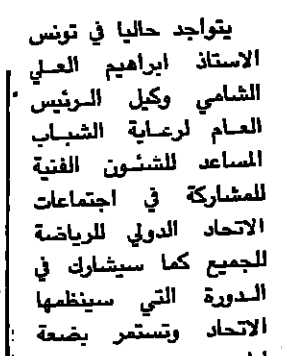 يتواجد حاليا في تونس
الاستاذ ابراهيم العلي
الشامي وكيل الرئيس
العام لرعاية الشباب
المساعد للشئون الفنية
للمشاركة في اجتماعات
الاتحاد الدولي للرياضة
للجميع كما سيشارك في
الدورة التي سينظمها
الاتحاد وتستمر بضعة